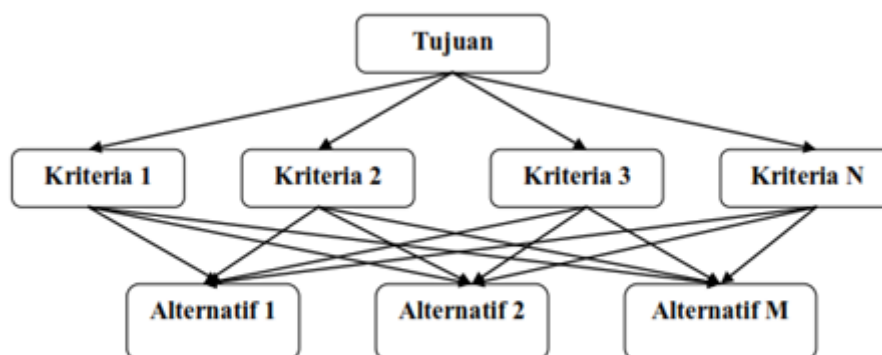 Tujuan
Kriteria 1
Kriteria 2
Kriteria 3
Kriteria N
Alternatif 1
Alternatif 2
Alternatif M